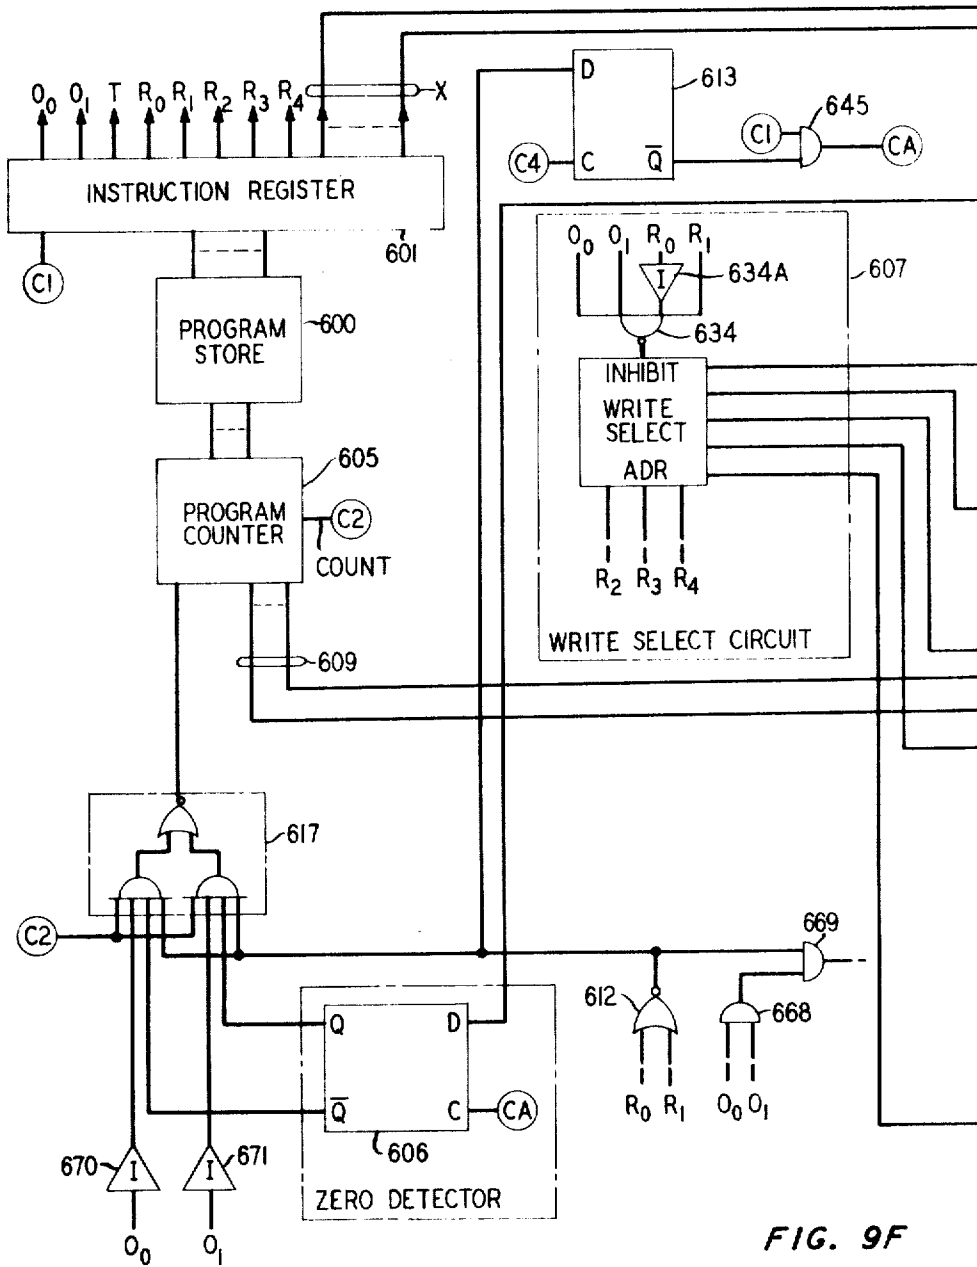 O0 O1 T R0 R1 R2 R3 R4 X
INSTRUCTION REGISTER
601
C1
PROGRAM
STORE
600
605
PROGRAM
COUNTER
C2
COUNT
609
617
C2
670 I
671 I
O0 O1
D
613
C4 C Q̅
C1 645
CA
O0 O1 R0 R1
I 634A
607
634
INHIBIT
WRITE
SELECT
ADR
R2 R3 R4
WRITE SELECT CIRCUIT
669
612
668
R0 R1 O0 O1
Q D
Q̅ C CA
606
ZERO DETECTOR
FIG. 9F